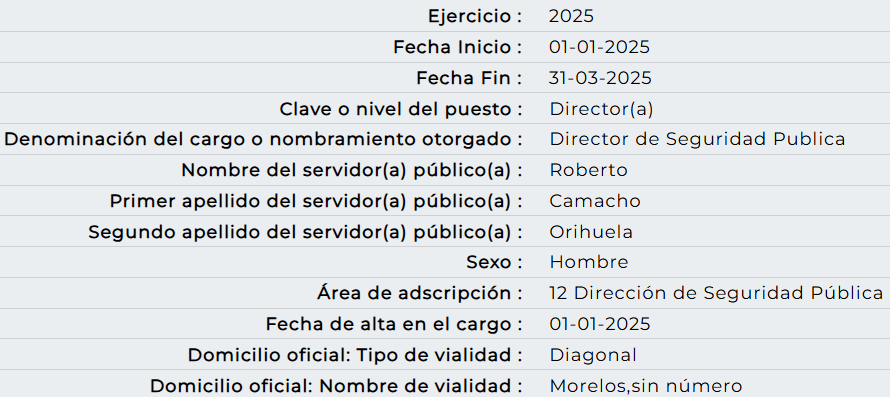 Ejercicio : 2025
Fecha Inicio : 01-01-2025
Fecha Fin : 31-03-2025
Clave o nivel del puesto : Director(a)
Denominación del cargo o nombramiento otorgado : Director de Seguridad Publica
Nombre del servidor(a) público(a) : Roberto
Primer apellido del servidor(a) público(a) : Camacho
Segundo apellido del servidor(a) público(a) : Orihuela
Sexo : Hombre
Área de adscripción : 12 Dirección de Seguridad Pública
Fecha de alta en el cargo : 01-01-2025
Domicilio oficial: Tipo de vialidad : Diagonal
Domicilio oficial: Nombre de vialidad : Morelos,sin número